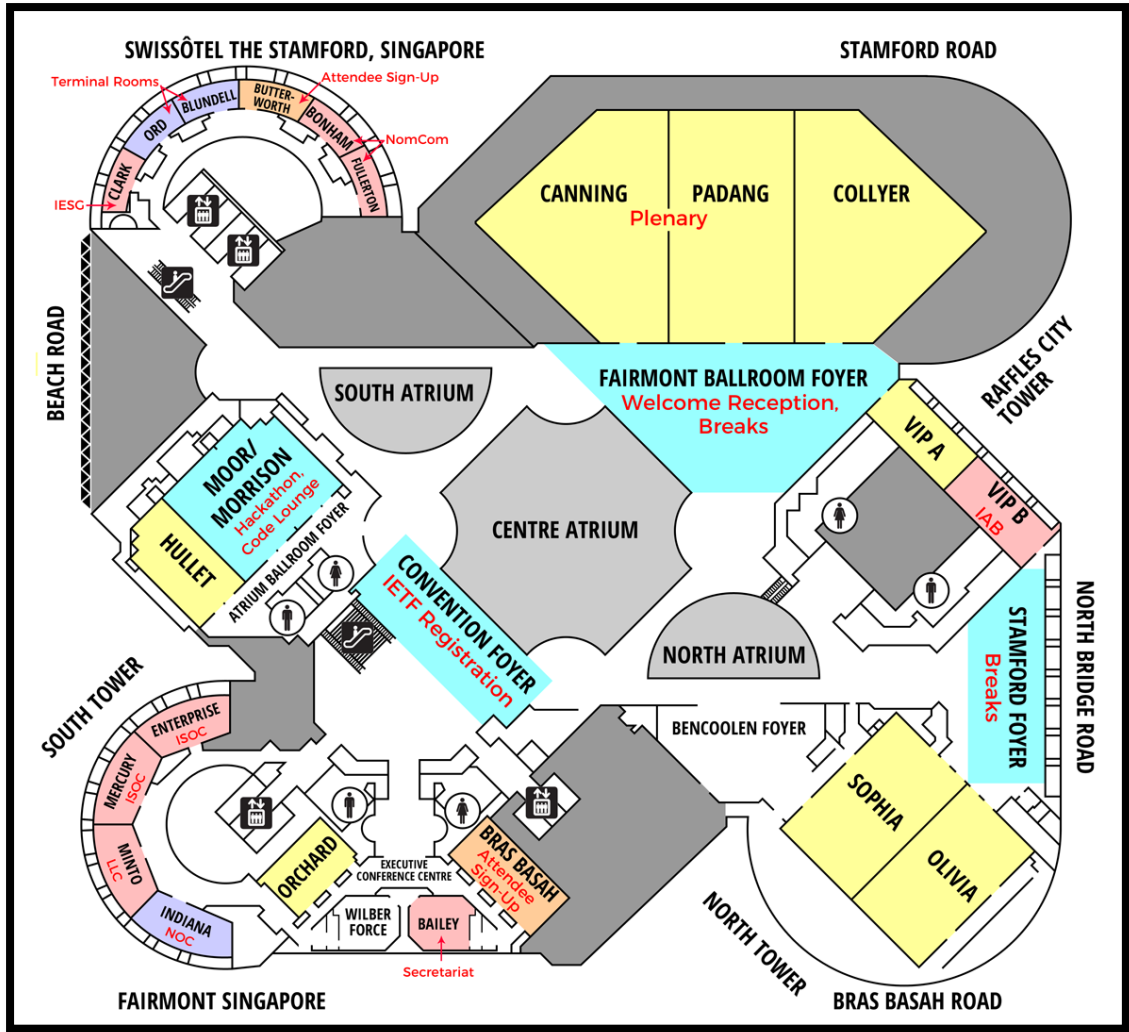 SWISSÔTEL THE STAMFORD, SINGAPORE
STAMFORD ROAD
Terminal Rooms
Attendee Sign-Up
BLUNDELL
BUTTER-
WORTH
ORD
BONHAM
NomCom
CLARK
FULLERTON
IESG
CANNING
PADANG
COLLYER
Plenary
BEACH ROAD
RAFFLES CITY
TOWER
SOUTH ATRIUM
FAIRMONT BALLROOM FOYER
Welcome Reception,
Breaks
VIP A
VIP B
IAB
MOOR/
MORRISON
Hackathon,
Code Lounge
HULLET
ATRIUM BALLROOM FOYER
CENTRE ATRIUM
CONVENTION FOYER
IETF Registration
NORTH ATRIUM
STAMFORD FOYER
Breaks
NORTH BRIDGE ROAD
SOUTH TOWER
ENTERPRISE
ISOC
MERCURY
ISOC
MINTO
LLC
INDIANA
NOC
BENCOOLEN FOYER
SOPHIA
OLIVIA
ORCHARD
EXECUTIVE
CONFERENCE CENTRE
BRAS BASAH
Attendee
Sign-Up
WILBER
FORCE
BAILEY
Secretariat
NORTH TOWER
FAIRMONT SINGAPORE
BRAS BASAH ROAD